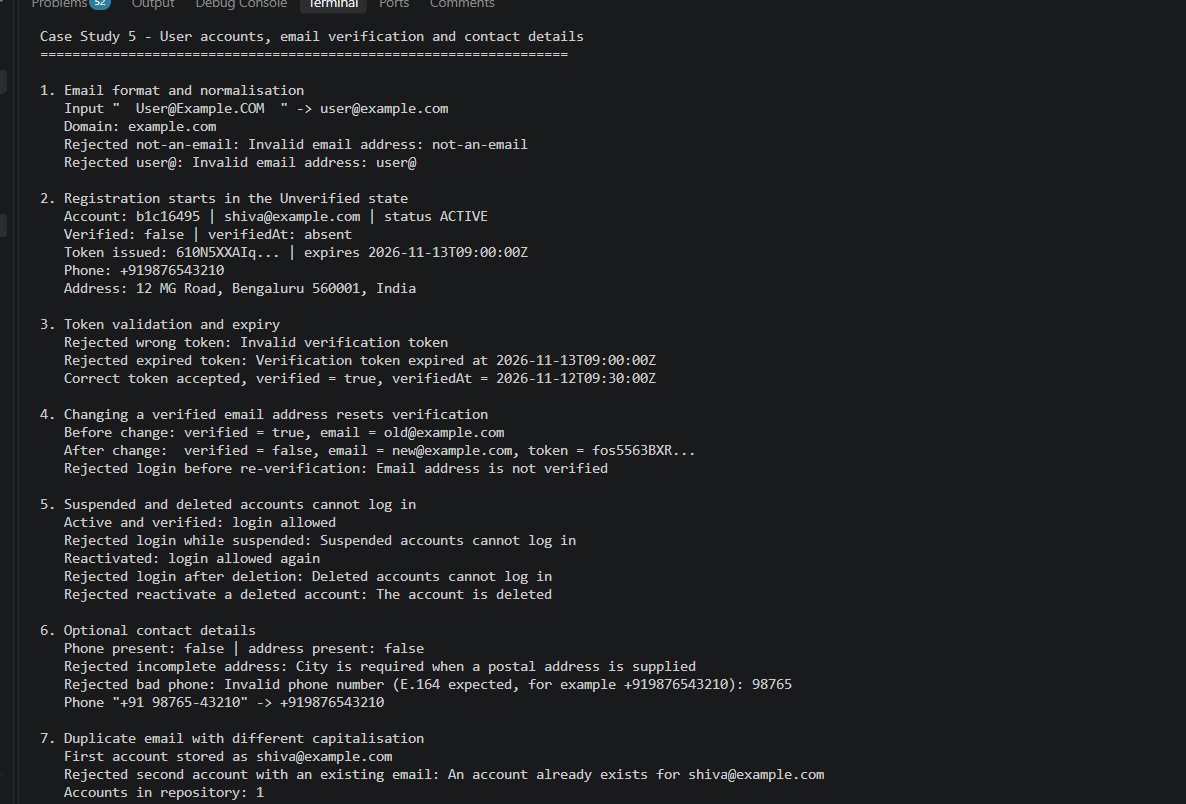 Problems 52 Output Debug Console Terminal Ports Comments
Case Study 5 - User accounts, email verification and contact details
==================================================================
1. Email format and normalisation
Input "  User@Example.COM  " -> user@example.com
Domain: example.com
Rejected not-an-email: Invalid email address: not-an-email
Rejected user@: Invalid email address: user@
2. Registration starts in the Unverified state
Account: b1c16495 | shiva@example.com | status ACTIVE
Verified: false | verifiedAt: absent
Token issued: 610N5XXAIq... | expires 2026-11-13T09:00:00Z
Phone: +919876543210
Address: 12 MG Road, Bengaluru 560001, India
3. Token validation and expiry
Rejected wrong token: Invalid verification token
Rejected expired token: Verification token expired at 2026-11-13T09:00:00Z
Correct token accepted, verified = true, verifiedAt = 2026-11-12T09:30:00Z
4. Changing a verified email address resets verification
Before change: verified = true, email = old@example.com
After change:  verified = false, email = new@example.com, token = fos5563BXR...
Rejected login before re-verification: Email address is not verified
5. Suspended and deleted accounts cannot log in
Active and verified: login allowed
Rejected login while suspended: Suspended accounts cannot log in
Reactivated: login allowed again
Rejected login after deletion: Deleted accounts cannot log in
Rejected reactivate a deleted account: The account is deleted
6. Optional contact details
Phone present: false | address present: false
Rejected incomplete address: City is required when a postal address is supplied
Rejected bad phone: Invalid phone number (E.164 expected, for example +919876543210): 98765
Phone "+91 98765-43210" -> +919876543210
7. Duplicate email with different capitalisation
First account stored as shiva@example.com
Rejected second account with an existing email: An account already exists for shiva@example.com
Accounts in repository: 1